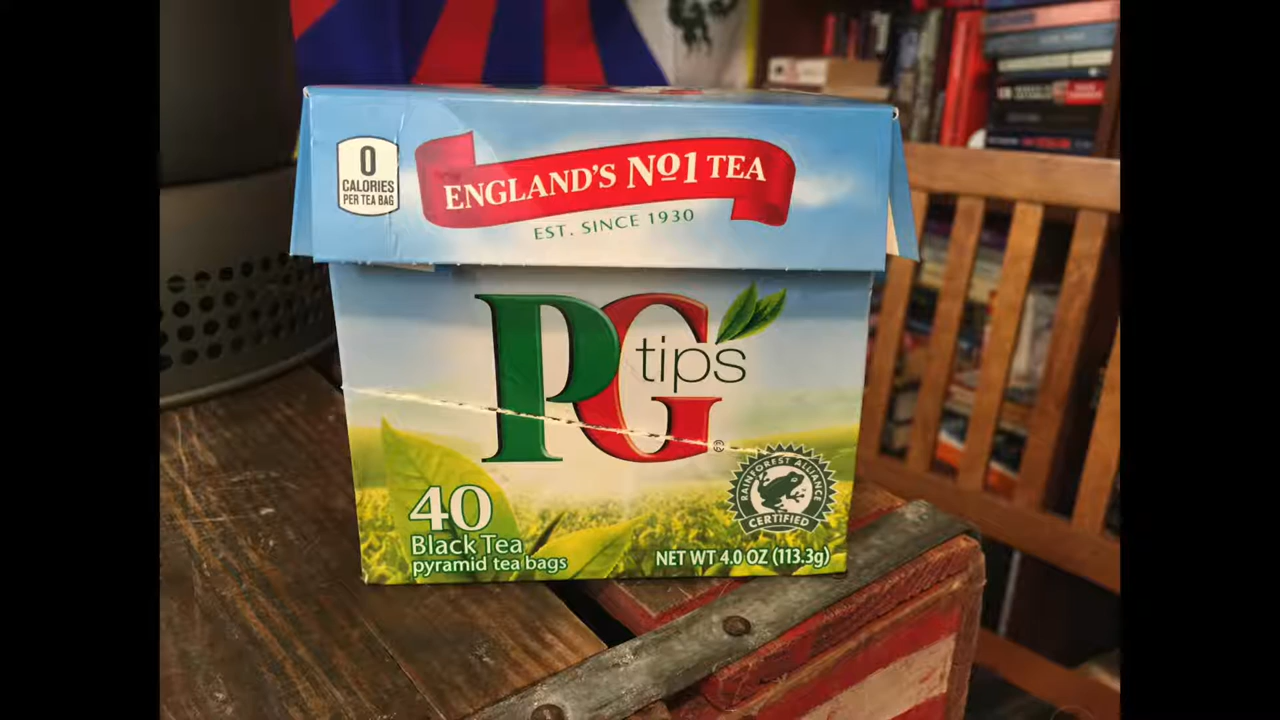 0
CALORIES
PER TEA BAG
ENGLAND'S Nº1 TEA
EST. SINCE 1930
PG
tips
®
RAINFOREST ALLIANCE
CERTIFIED
40
Black Tea
pyramid tea bags
NET WT 4.0 OZ (113.3g)